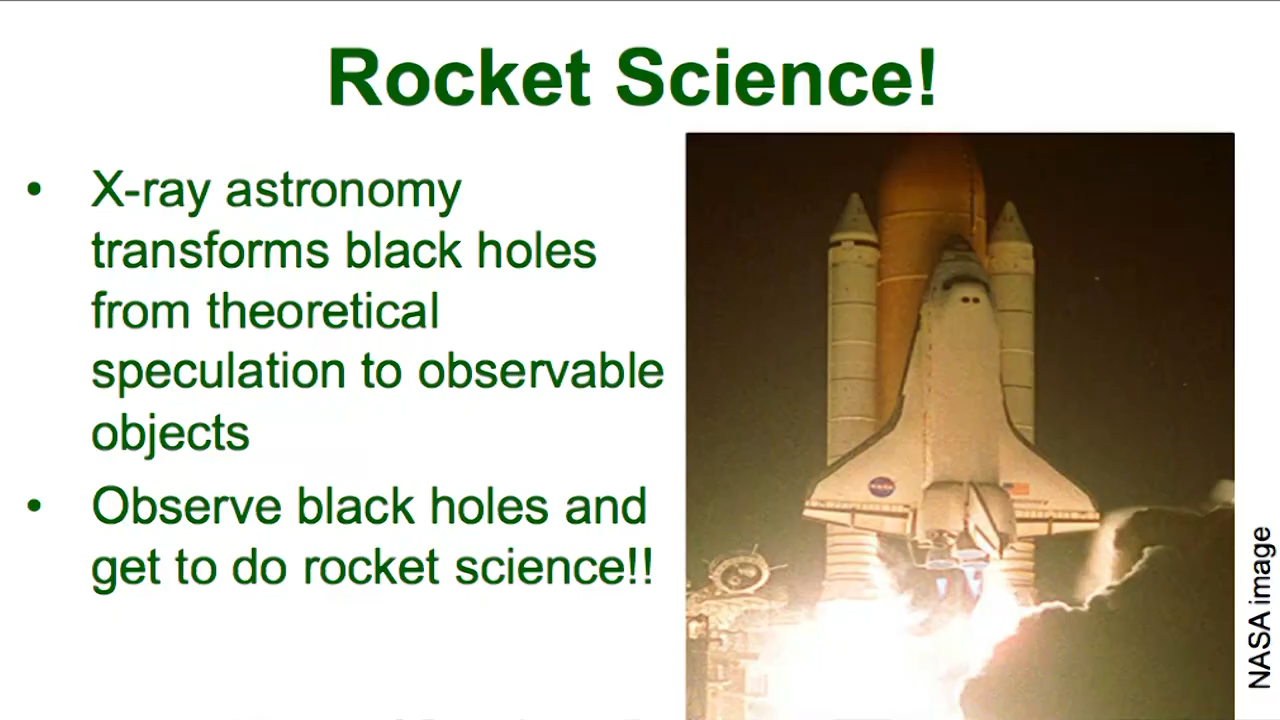 Rocket Science!
• X-ray astronomy
transforms black holes
from theoretical
speculation to observable
objects
• Observe black holes and
get to do rocket science!!
NASA
NASA image